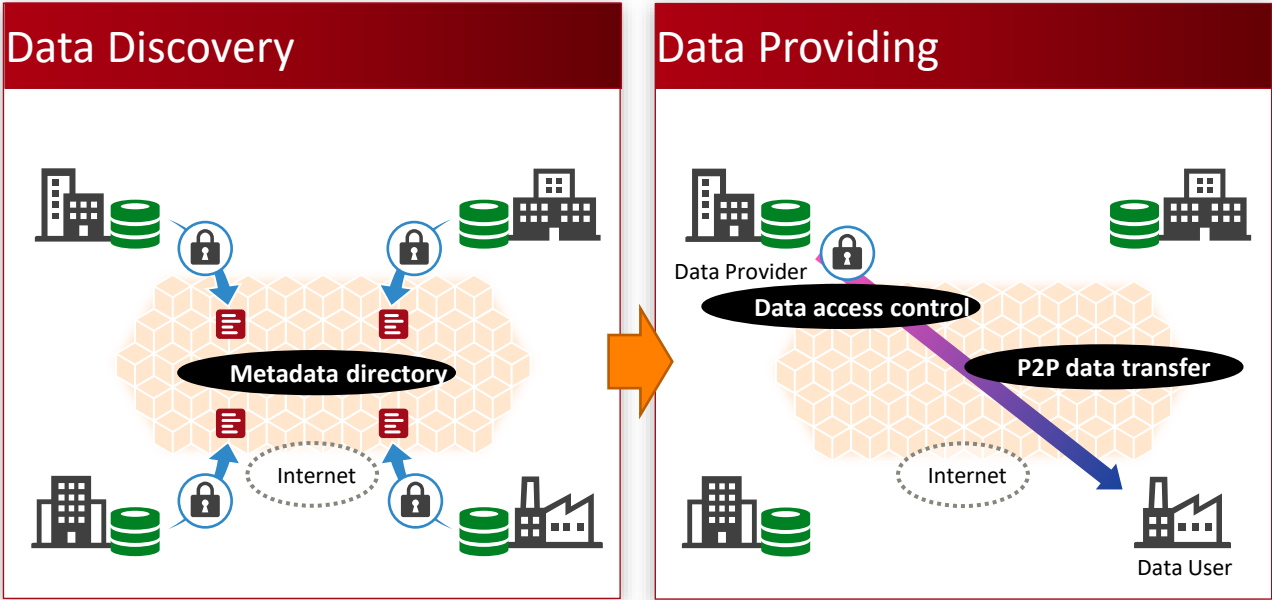 Data Discovery
Metadata directory
Internet
Data Providing
Data Provider
Data access control
P2P data transfer
Internet
Data User